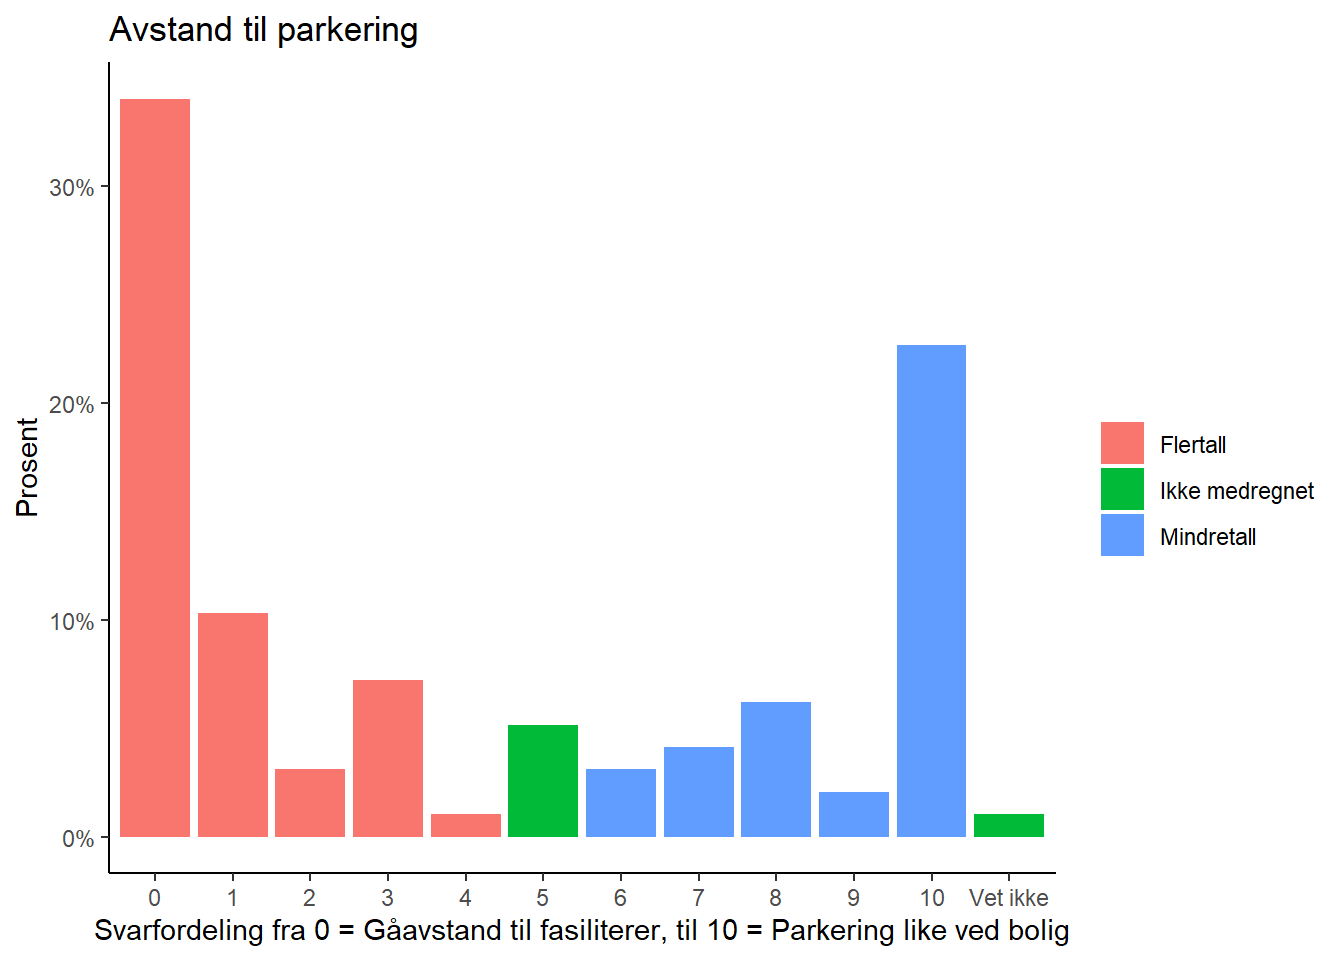 Avstand til parkering
Prosent
30%
20%
10%
0%
0 1 2 3 4 5 6 7 8 9 10 Vet ikke
Svarfordeling fra 0 = Gåavstand til fasiliterer, til 10 = Parkering like ved bolig
Flertall
Ikke medregnet
Mindretall